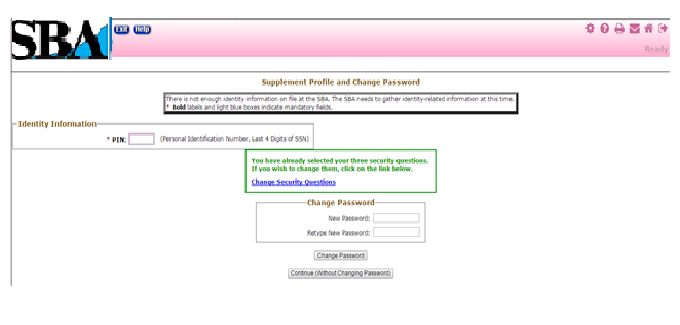 SBA
Exit Help
Ready
Supplement Profile and Change Password
There is not enough identity information on file at the SBA. The SBA needs to gather identity-related information at this time.
* Bold labels and light blue boxes indicate mandatory fields.
Identity Information
* PIN: (Personal Identification Number, Last 4 Digits of SSN)
You have already selected your three security questions.
If you wish to change them, click on the link below.
Change Security Questions
Change Password
New Password:
Retype New Password:
Change Password
Continue (Without Changing Password)